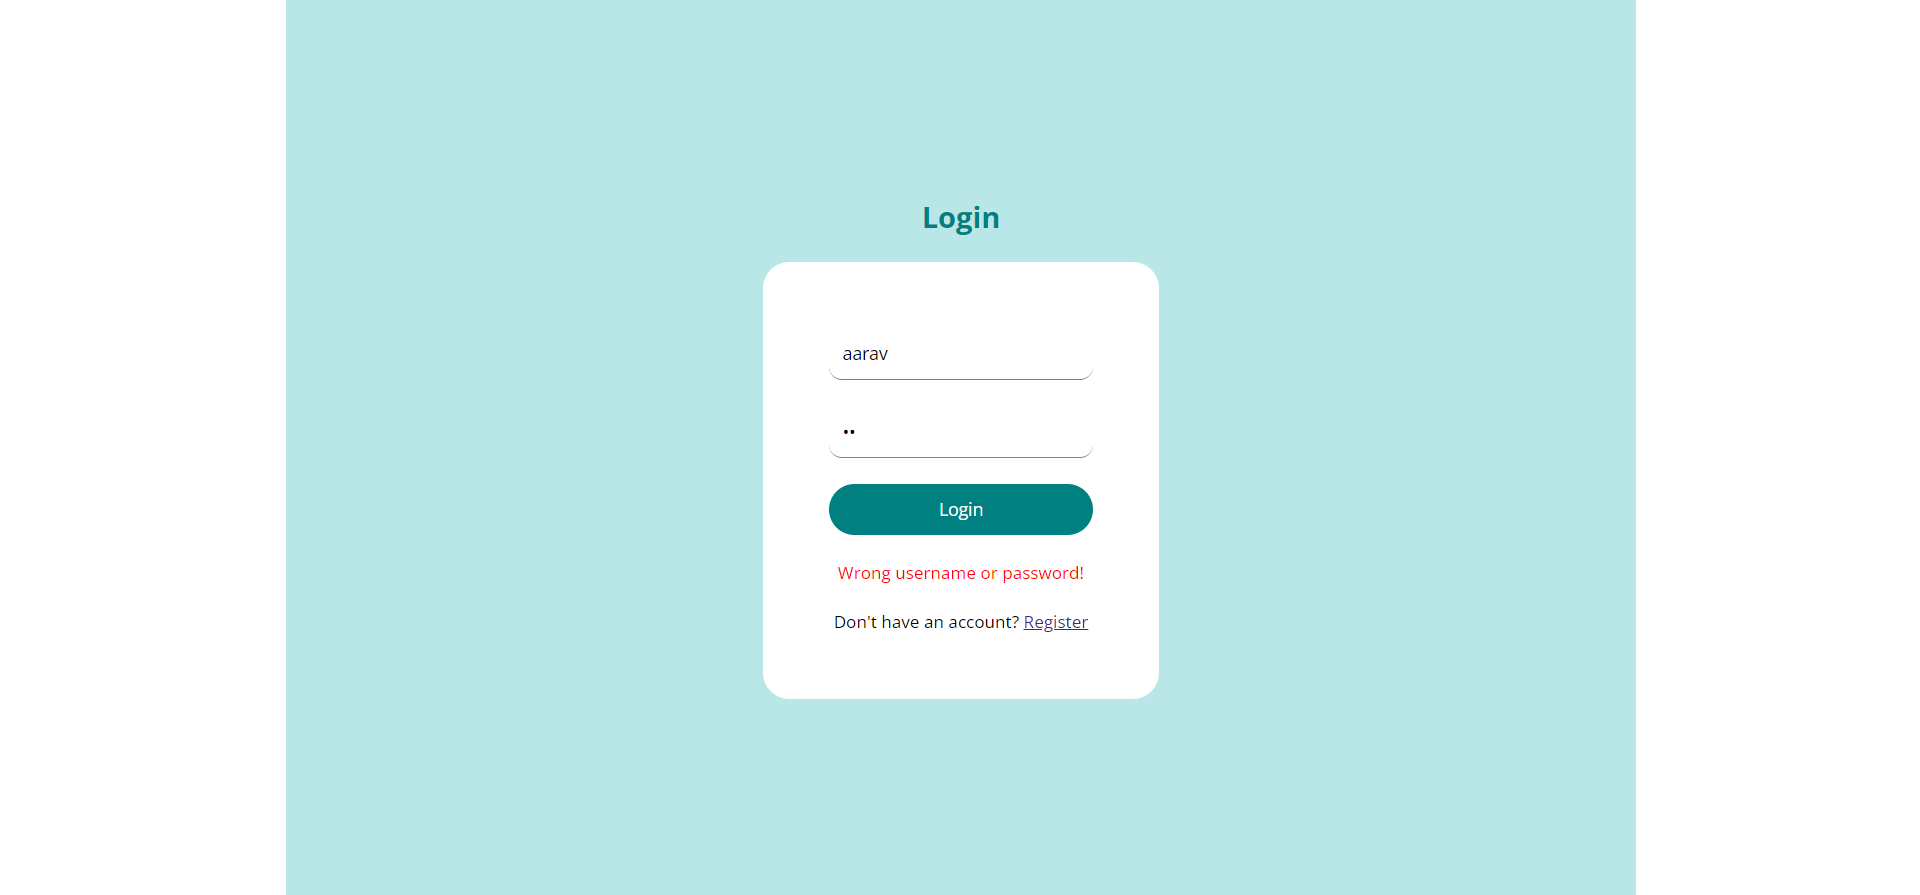 Login
aarav
••
Login
Wrong username or password!
Don't have an account? Register